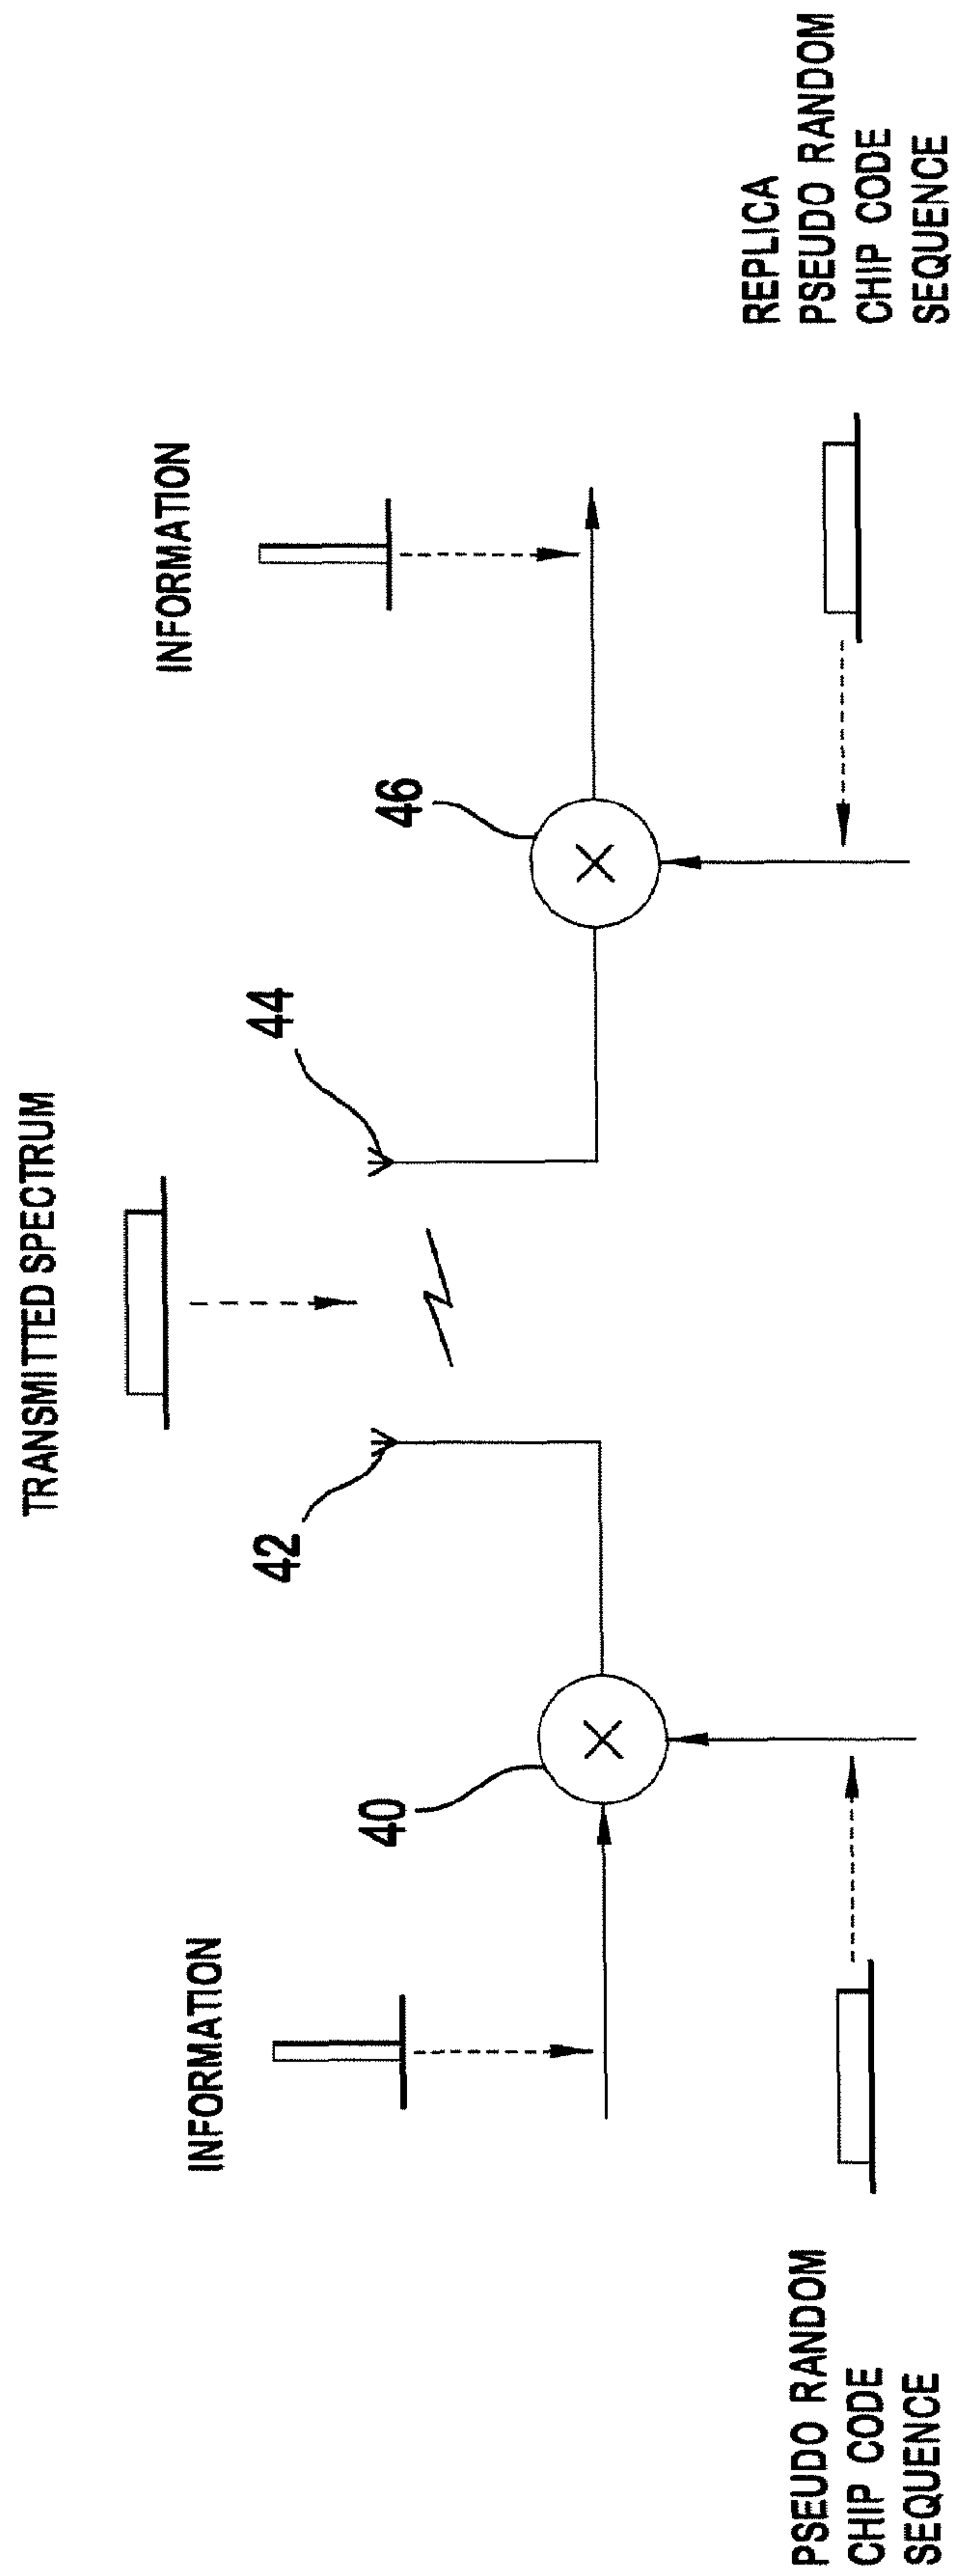 TRANSMITTED SPECTRUM
INFORMATION
INFORMATION
42
44
40
46
PSEUDO RANDOM
CHIP CODE
SEQUENCE
REPLICA
PSEUDO RANDOM
CHIP CODE
SEQUENCE